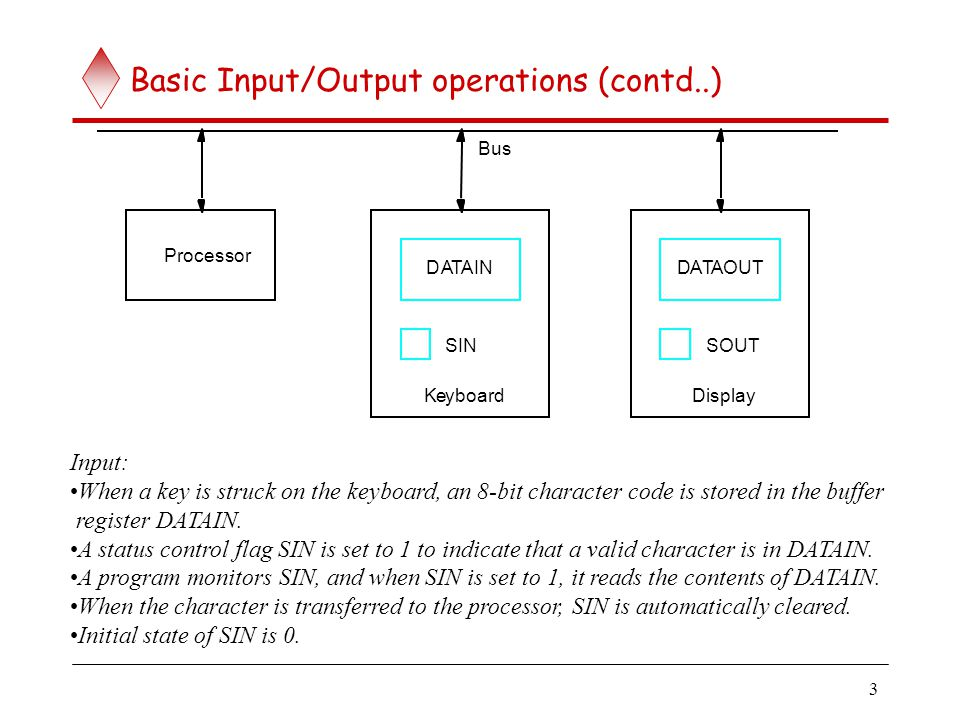 Basic Input/Output operations (contd..)
Bus
Processor
DATAIN
DATAOUT
SIN
SOUT
Keyboard
Display
Input:
•When a key is struck on the keyboard, an 8-bit character code is stored in the buffer
register DATAIN.
•A status control flag SIN is set to 1 to indicate that a valid character is in DATAIN.
•A program monitors SIN, and when SIN is set to 1, it reads the contents of DATAIN.
•When the character is transferred to the processor, SIN is automatically cleared.
•Initial state of SIN is 0.
3